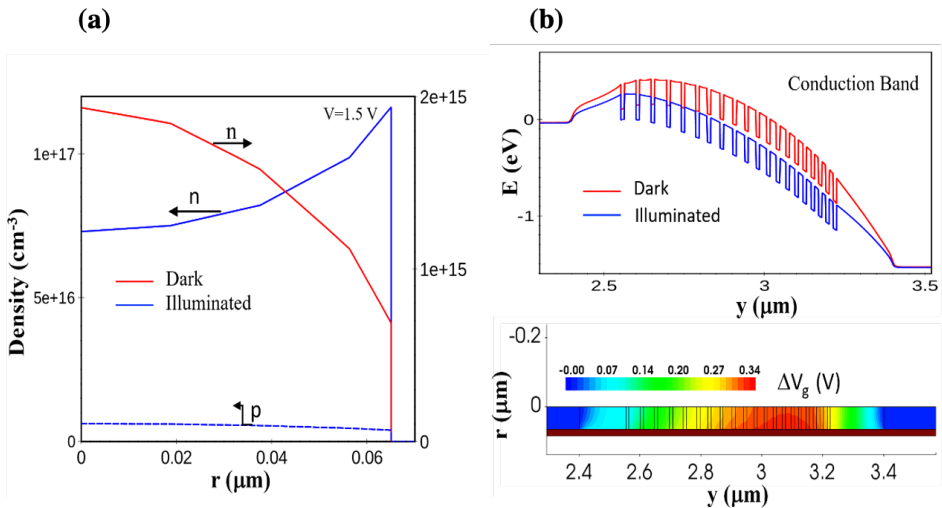 (a)
(b)
2e+15
V=1.5 V
n
1e+17
n
Density (cm-3)
1e+15
Dark
5e+16
Illuminated
p
0
0
0
0.02
0.04
0.06
r (μm)
E (eV)
0
-1
Conduction Band
Dark
Illuminated
2.5
3
3.5
y (μm)
-0.2
-0.00 0.07 0.14 0.20 0.27 0.34
ΔVg (V)
r (μm)
0
2.4 2.6 2.8 3 3.2 3.4
y (μm)